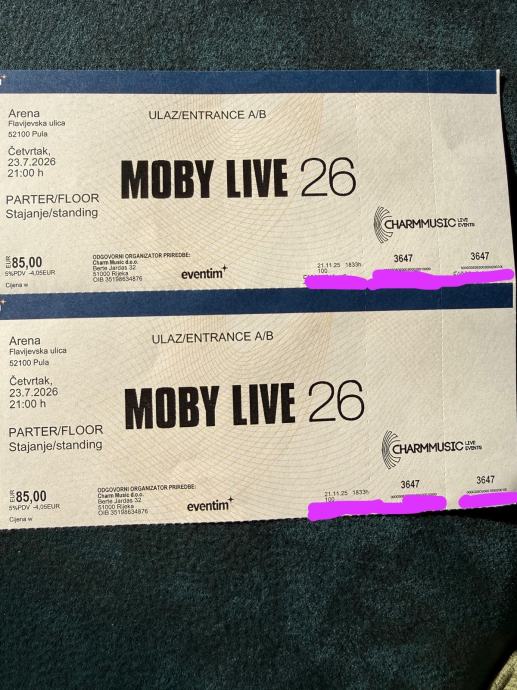 Arena
Flavijevska ulica
52100 Pula
ULAZ/ENTRANCE A/B
Četvrtak,
23.7.2026
21:00 h
MOBY LIVE 26
PARTER/FLOOR
Stajanje/standing
CHARMMUSIC LIVE EVENTS
EUR 85,00
5%PDV -4,05EUR
Cijena w
ODGOVORNI ORGANIZATOR PRIREDBE:
Charm Music d.o.o.
Berte Jardas 32
51000 Rijeka
OIB 35198634876
eventim
21.11.25 1833h
100
3647
3647
Arena
Flavijevska ulica
52100 Pula
ULAZ/ENTRANCE A/B
Četvrtak,
23.7.2026
21:00 h
MOBY LIVE 26
PARTER/FLOOR
Stajanje/standing
CHARMMUSIC LIVE EVENTS
EUR 85,00
5%PDV -4,05EUR
Cijena w
ODGOVORNI ORGANIZATOR PRIREDBE:
Charm Music d.o.o.
Berte Jardas 32
51000 Rijeka
OIB 35198634876
eventim
21.11.25 1833h
100
3647
3647